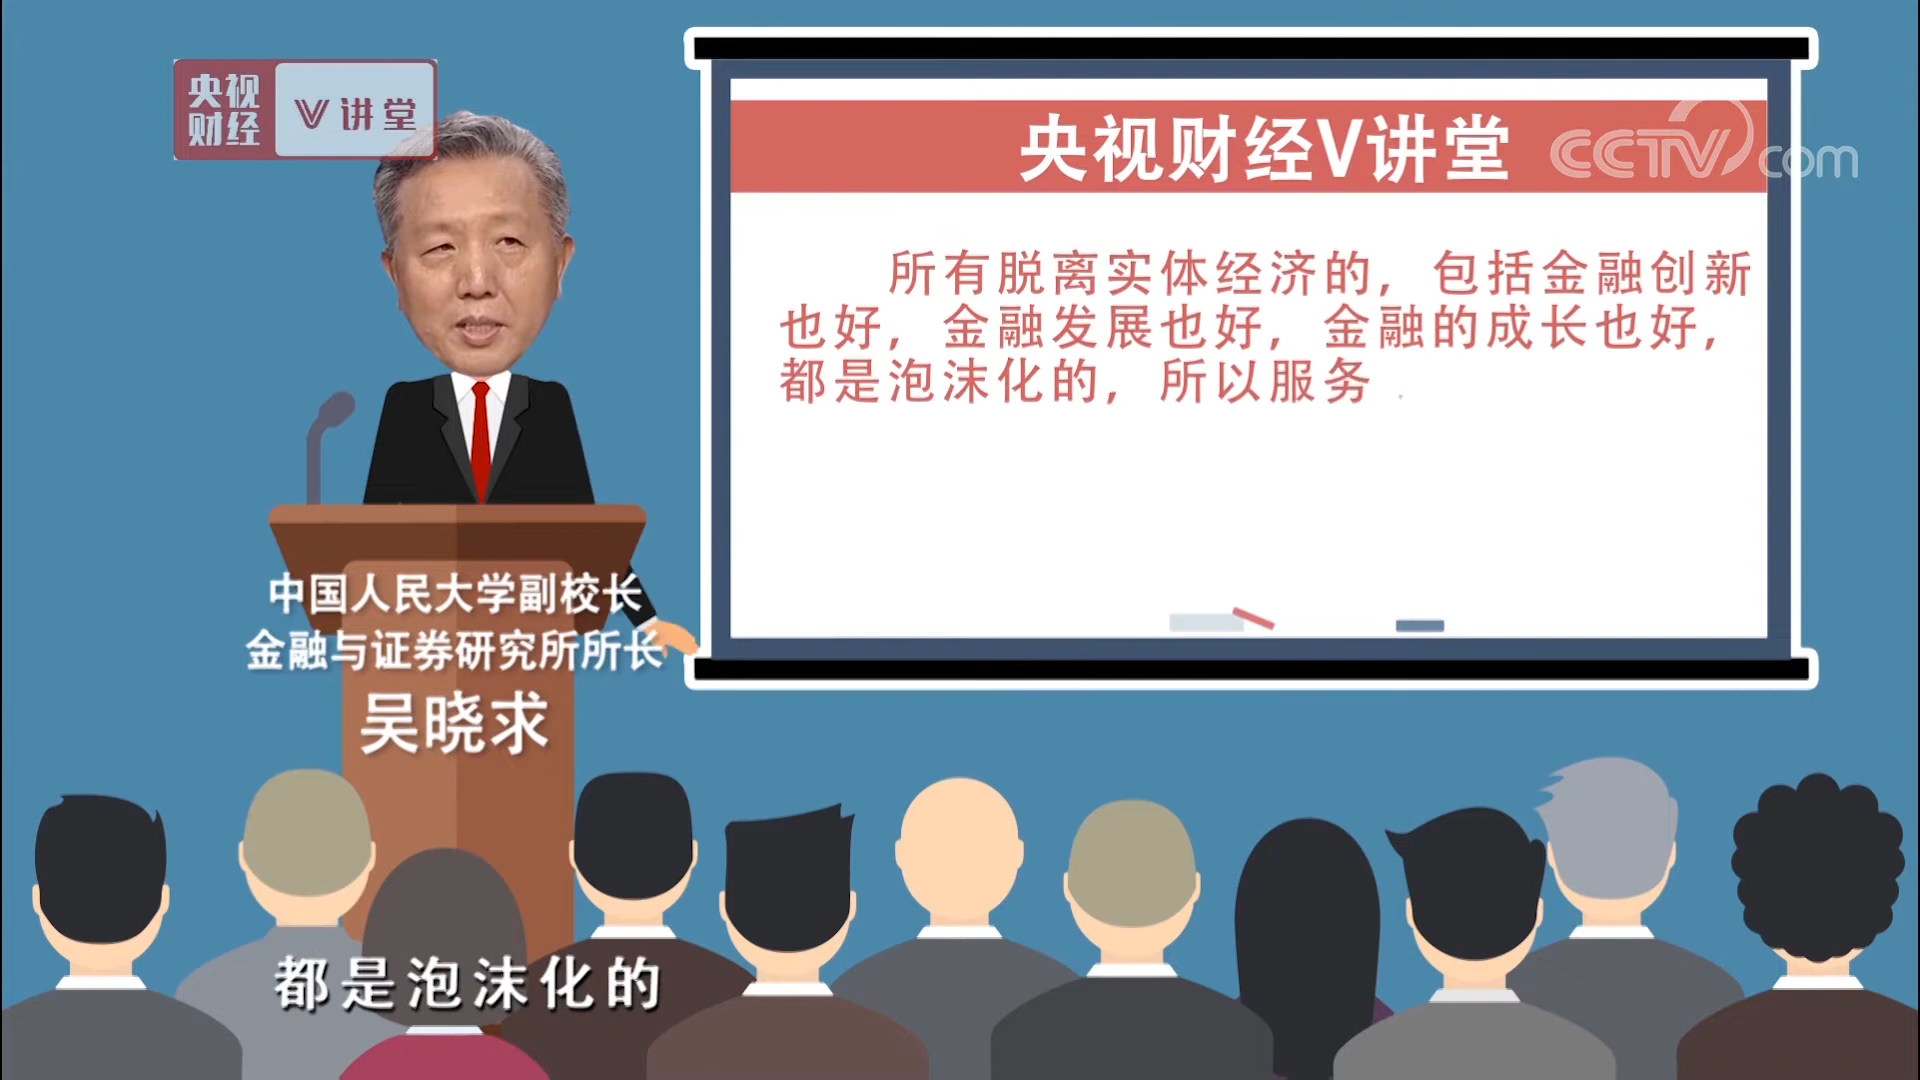 央视
财经
V讲堂
央视财经V讲堂
CCTV.com
所有脱离实体经济的，包括金融创新
也好，金融发展也好，金融的成长也好，
都是泡沫化的，所以服务
中国人民大学副校长
金融与证券研究所所长
吴晓求
都是泡沫化的